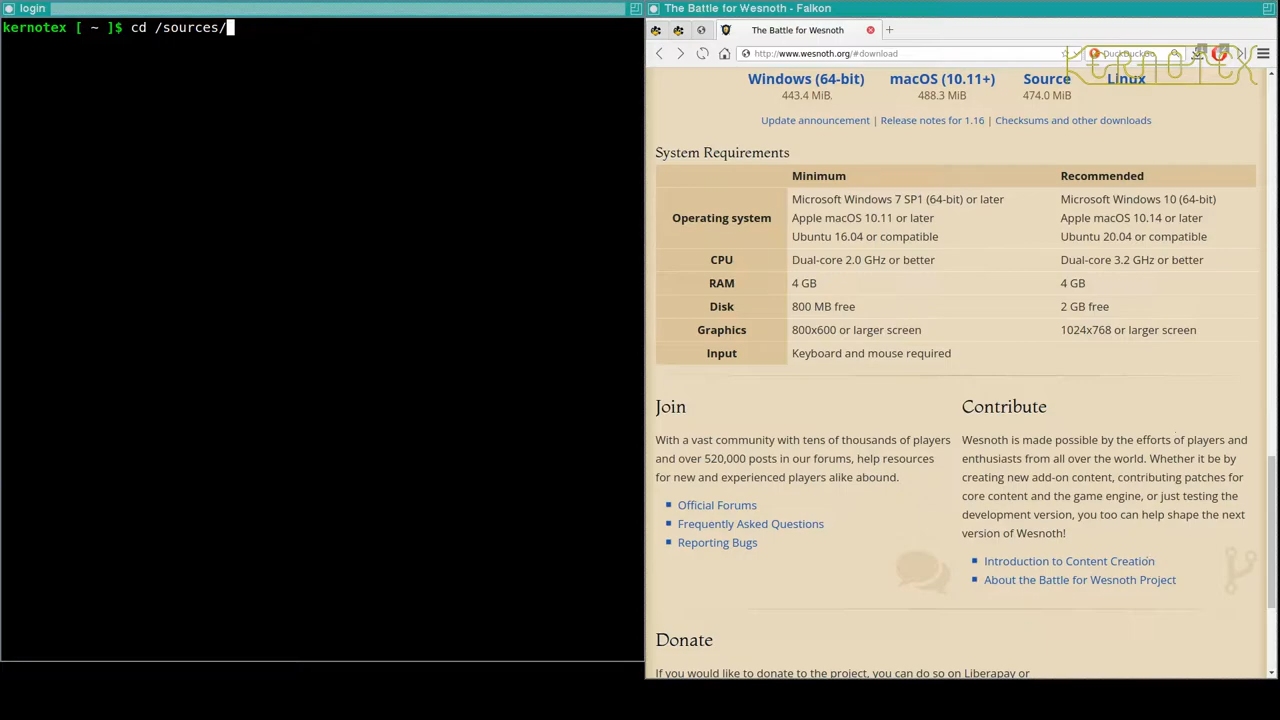 login
kernotex [ ~ ]$ cd /sources/
The Battle for Wesnoth - Falkon
The Battle for Wesnoth
http://www.wesnoth.org/#download
DuckDuckGo
KERNOTEX
Windows (64-bit) macOS (10.11+) Source Linux
443.4 MiB. 488.3 MiB 474.0 MiB
Update announcement | Release notes for 1.16 | Checksums and other downloads
System Requirements
Minimum Recommended
Operating system
Microsoft Windows 7 SP1 (64-bit) or later Microsoft Windows 10 (64-bit)
Apple macOS 10.11 or later Apple macOS 10.14 or later
Ubuntu 16.04 or compatible Ubuntu 20.04 or compatible
CPU Dual-core 2.0 GHz or better Dual-core 3.2 GHz or better
RAM 4 GB 4 GB
Disk 800 MB free 2 GB free
Graphics 800x600 or larger screen 1024x768 or larger screen
Input Keyboard and mouse required
Join
With a vast community with tens of thousands of players
and over 520,000 posts in our forums, help resources
for new and experienced players alike abound.
Official Forums
Frequently Asked Questions
Reporting Bugs
Contribute
Wesnoth is made possible by the efforts of players and
enthusiasts from all over the world. Whether it be by
creating new add-on content, contributing patches for
core content and the game engine, or just testing the
development version, you too can help shape the next
version of Wesnoth!
Introduction to Content Creation
About the Battle for Wesnoth Project
Donate
If you would like to donate to the project, you can do so on Liberapay or